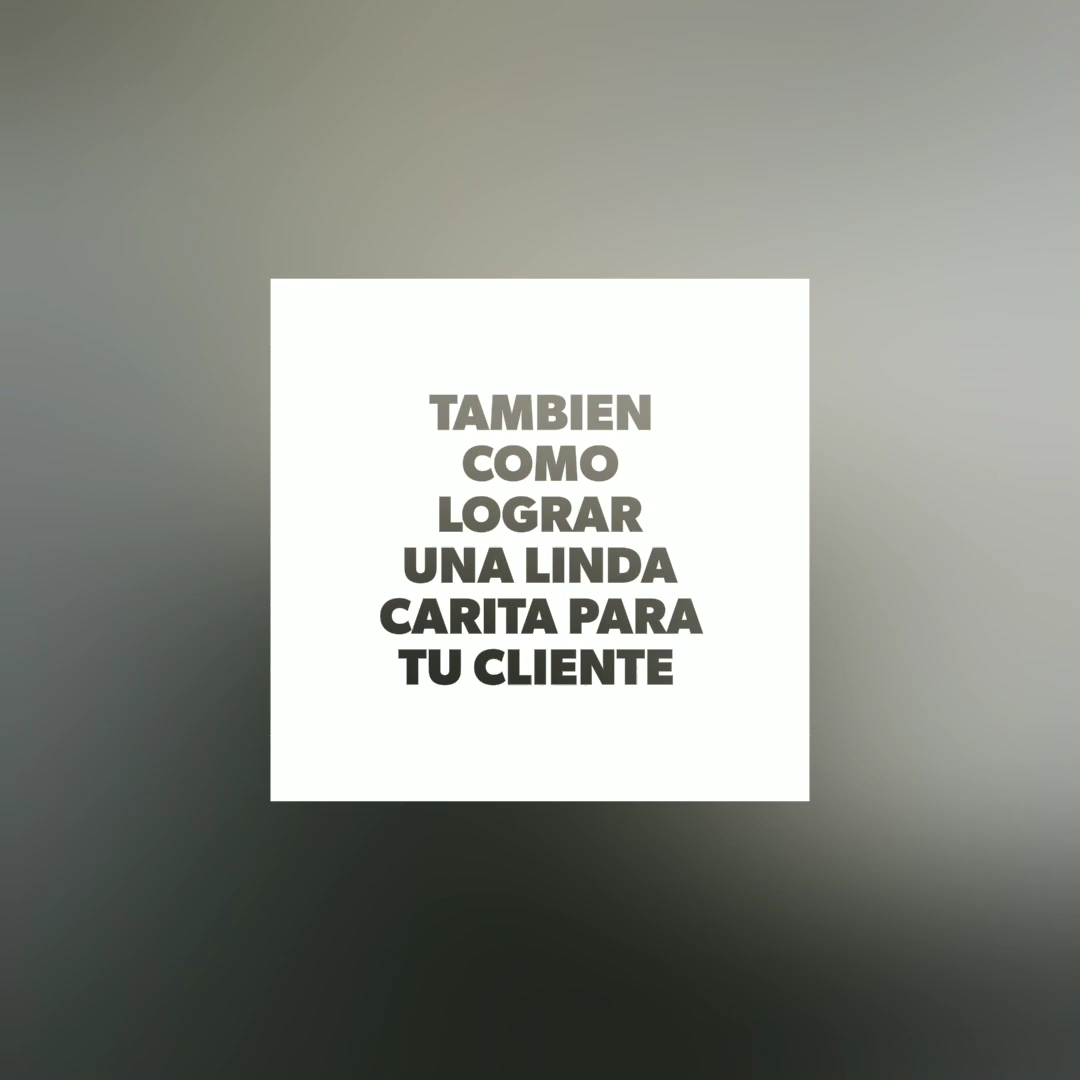 TAMBIEN
COMO
LOGRAR
UNA LINDA
CARITA PARA
TU CLIENTE